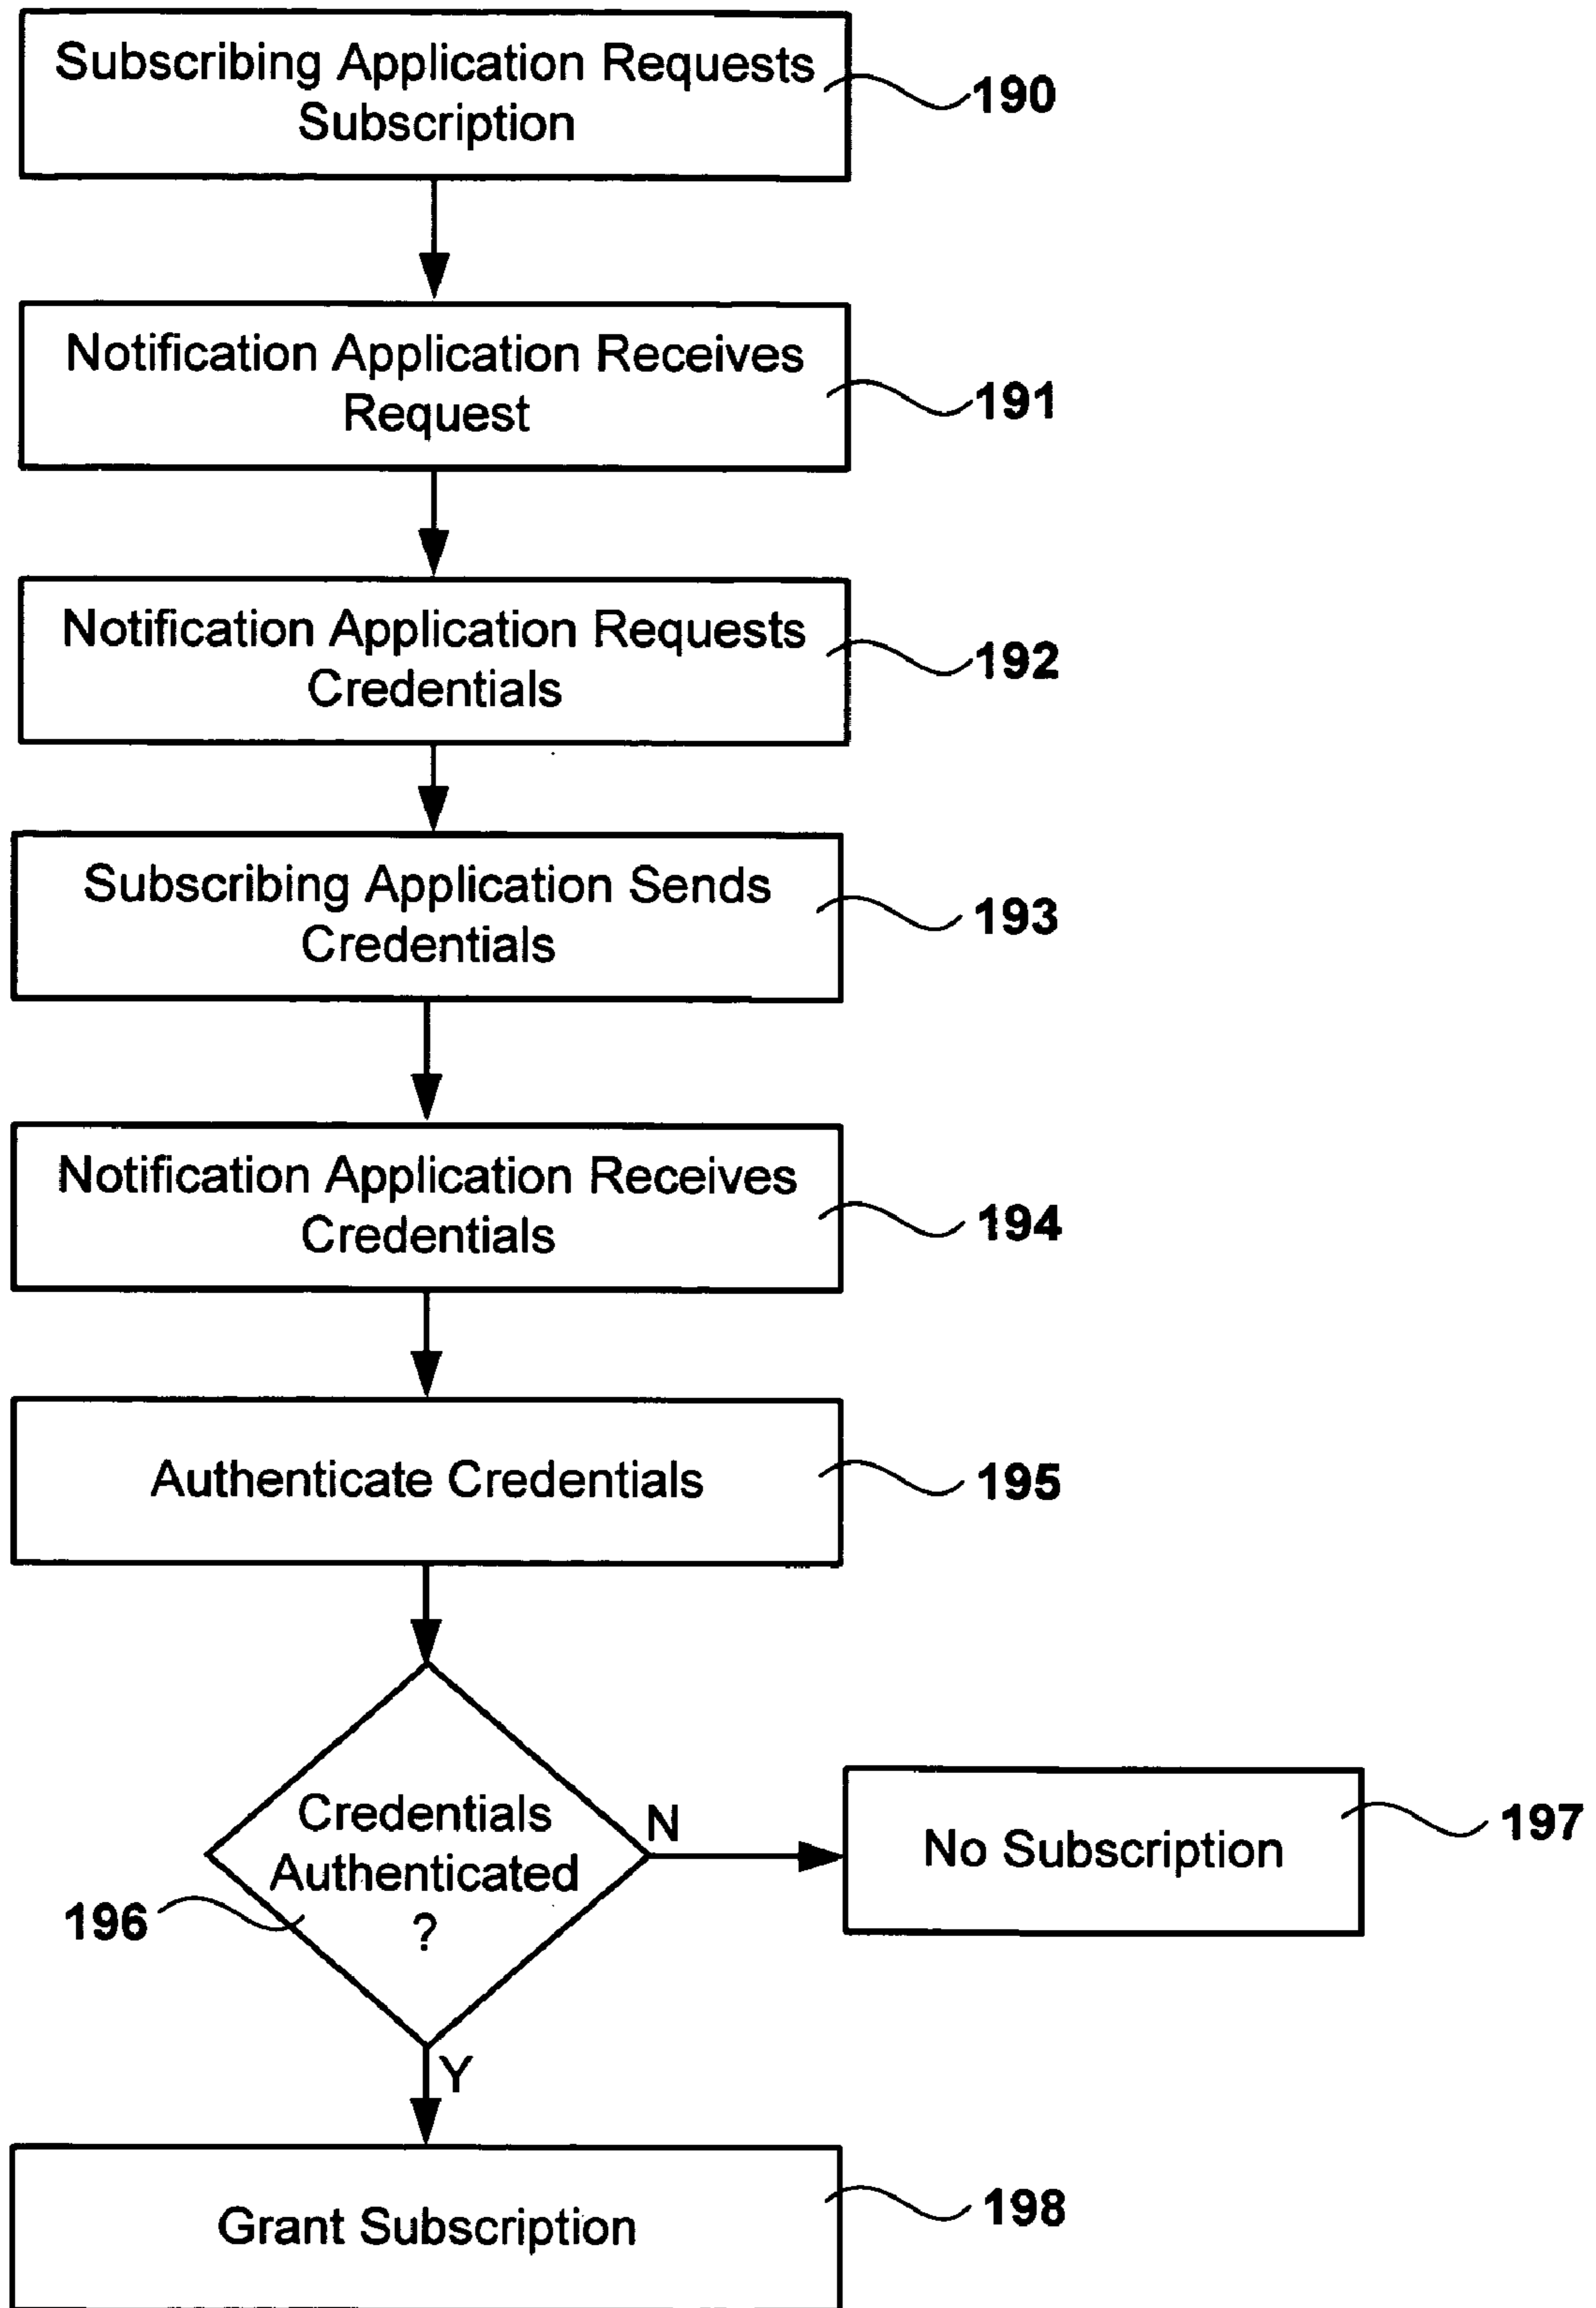 Subscribing Application Requests
Subscription
190
Notification Application Receives
Request
191
Notification Application Requests
Credentials
192
Subscribing Application Sends
Credentials
193
Notification Application Receives
Credentials
194
Authenticate Credentials
195
Credentials
Authenticated
?
196
N
No Subscription
197
Y
Grant Subscription
198